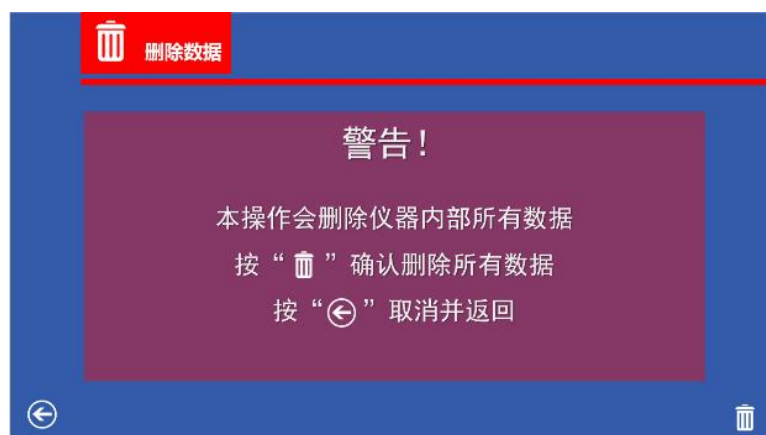 删除数据
警告！
本操作会删除仪器内部所有数据
按“ ”确认删除所有数据
按“ ”取消并返回